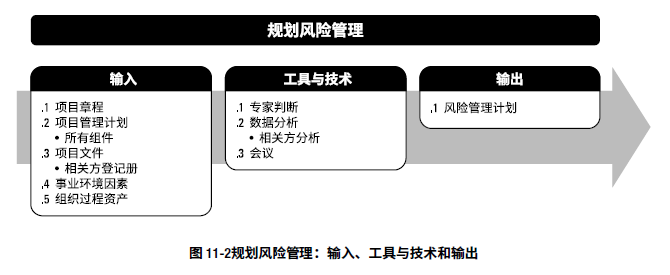 规划风险管理
输入
.1 项目章程
.2 项目管理计划
• 所有组件
.3 项目文件
• 相关方登记册
.4 事业环境因素
.5 组织过程资产
工具与技术
.1 专家判断
.2 数据分析
• 相关方分析
.3 会议
输出
.1 风险管理计划
图 11-2规划风险管理：输入、工具与技术和输出